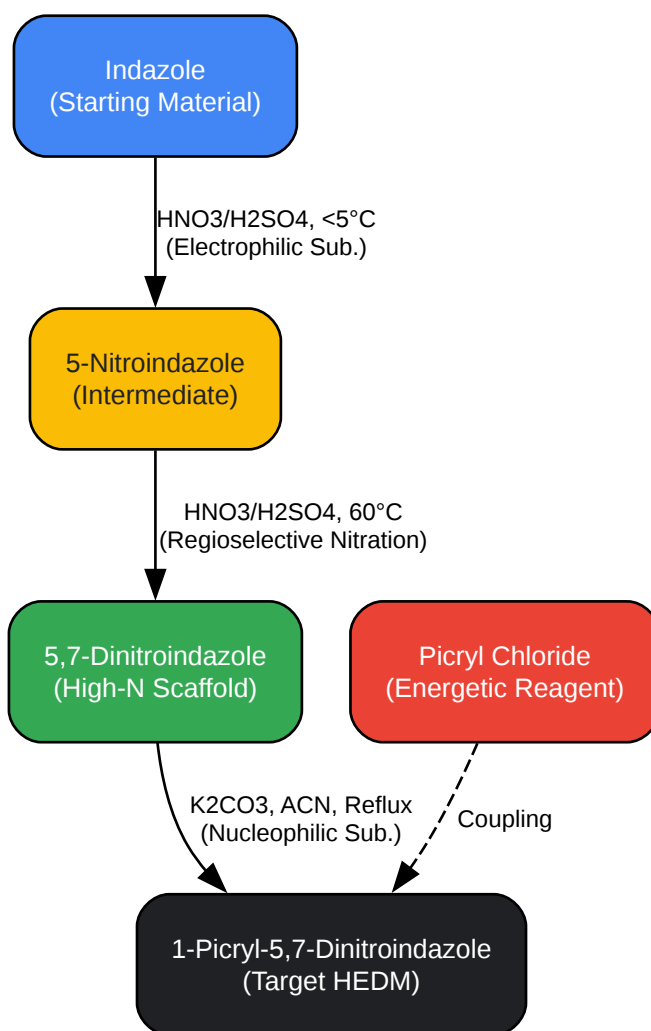 Indazole
(Starting Material)
HNO3/H2SO4, <5°C
(Electrophilic Sub.)
5-Nitroindazole
(Intermediate)
HNO3/H2SO4, 60°C
(Regioselective Nitration)
5,7-Dinitroindazole
(High-N Scaffold)
Picryl Chloride
(Energetic Reagent)
K2CO3, ACN, Reflux
(Nucleophilic Sub.)
Coupling
1-Picryl-5,7-Dinitroindazole
(Target HEDM)